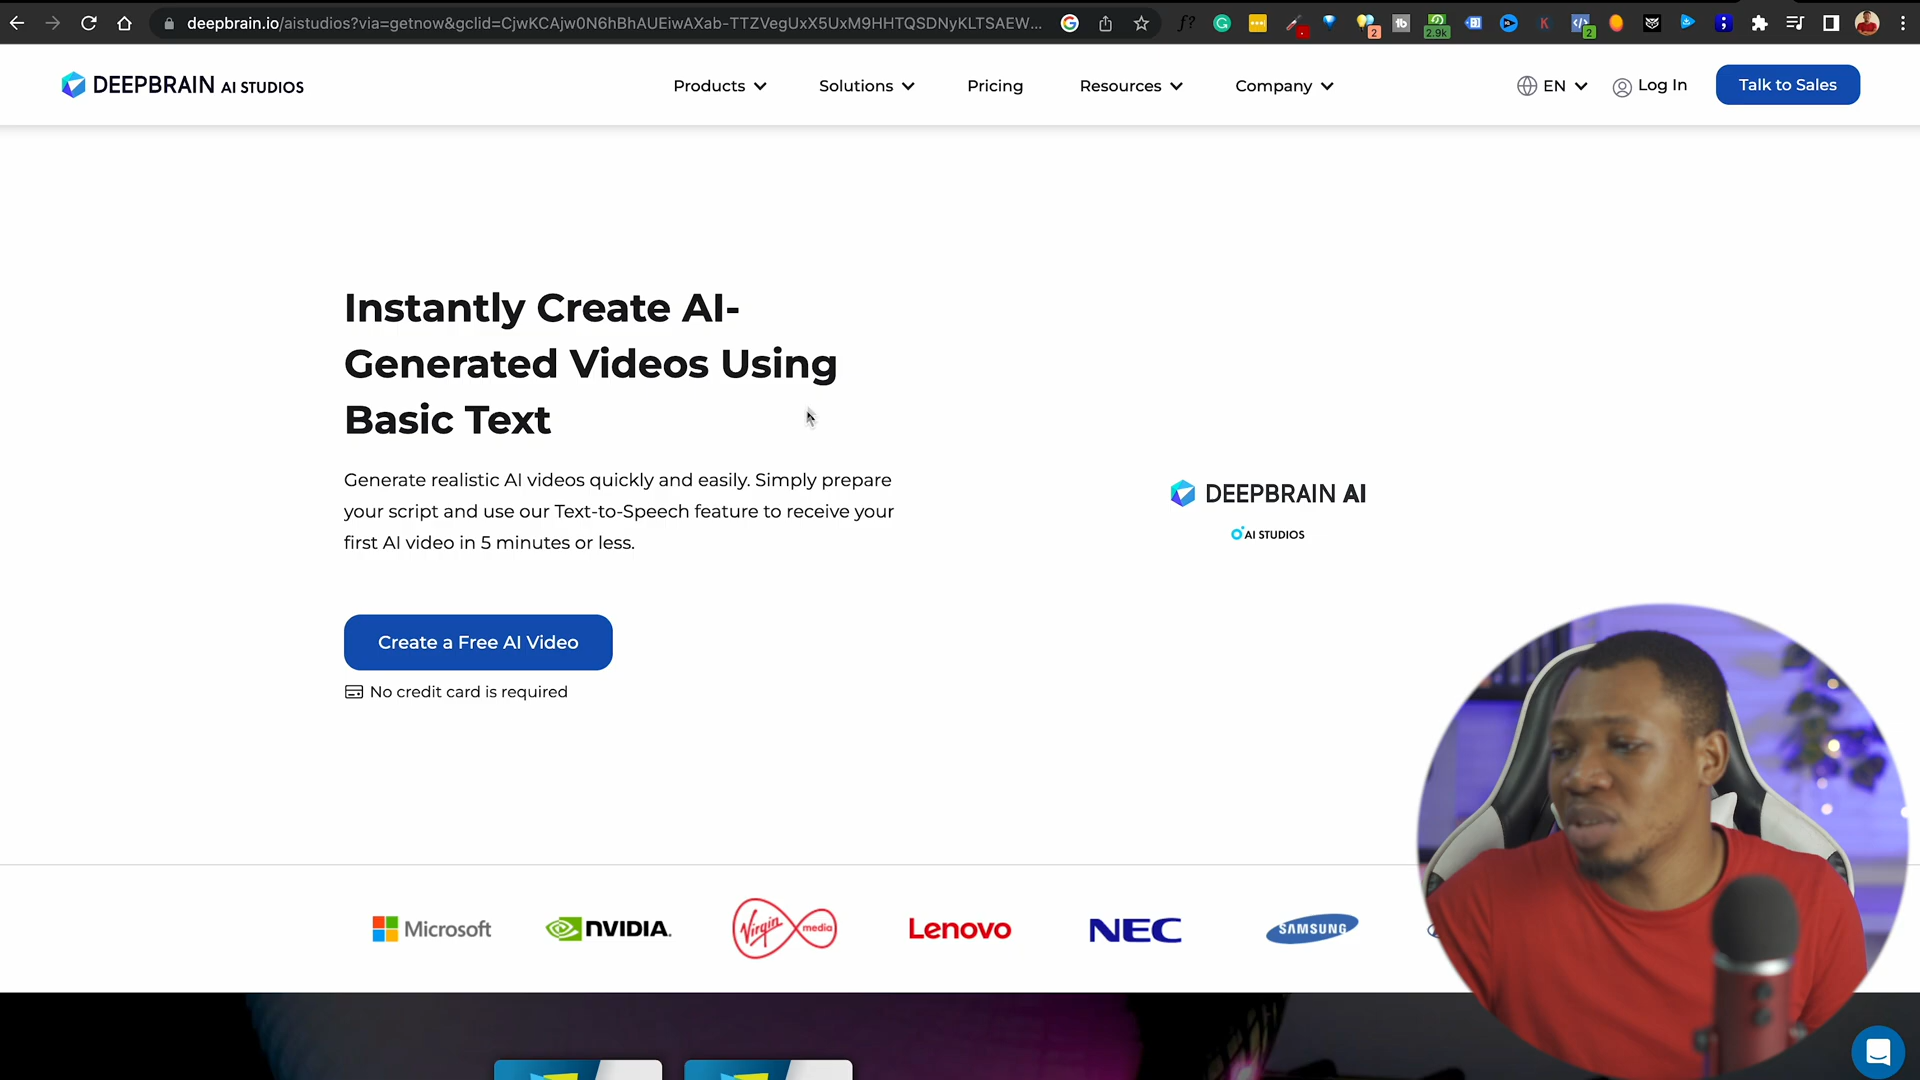 deepbrain.io/aistudios?via=getnow&gclid=CjwKCAjw0N6hBhAUEiwAXab-TTZVegUxX5UxM9HHTQSDNyKLTSAEW...
f?
2
2.9k
2
DEEPBRAIN AI STUDIOS
Products
Solutions
Pricing
Resources
Company
EN
Log In
Talk to Sales
Instantly Create AI-
Generated Videos Using
Basic Text
Generate realistic AI videos quickly and easily. Simply prepare
your script and use our Text-to-Speech feature to receive your
first AI video in 5 minutes or less.
DEEPBRAIN AI
AI STUDIOS
Create a Free AI Video
No credit card is required
Microsoft
NVIDIA.
Virgin media
Lenovo
NEC
SAMSUNG